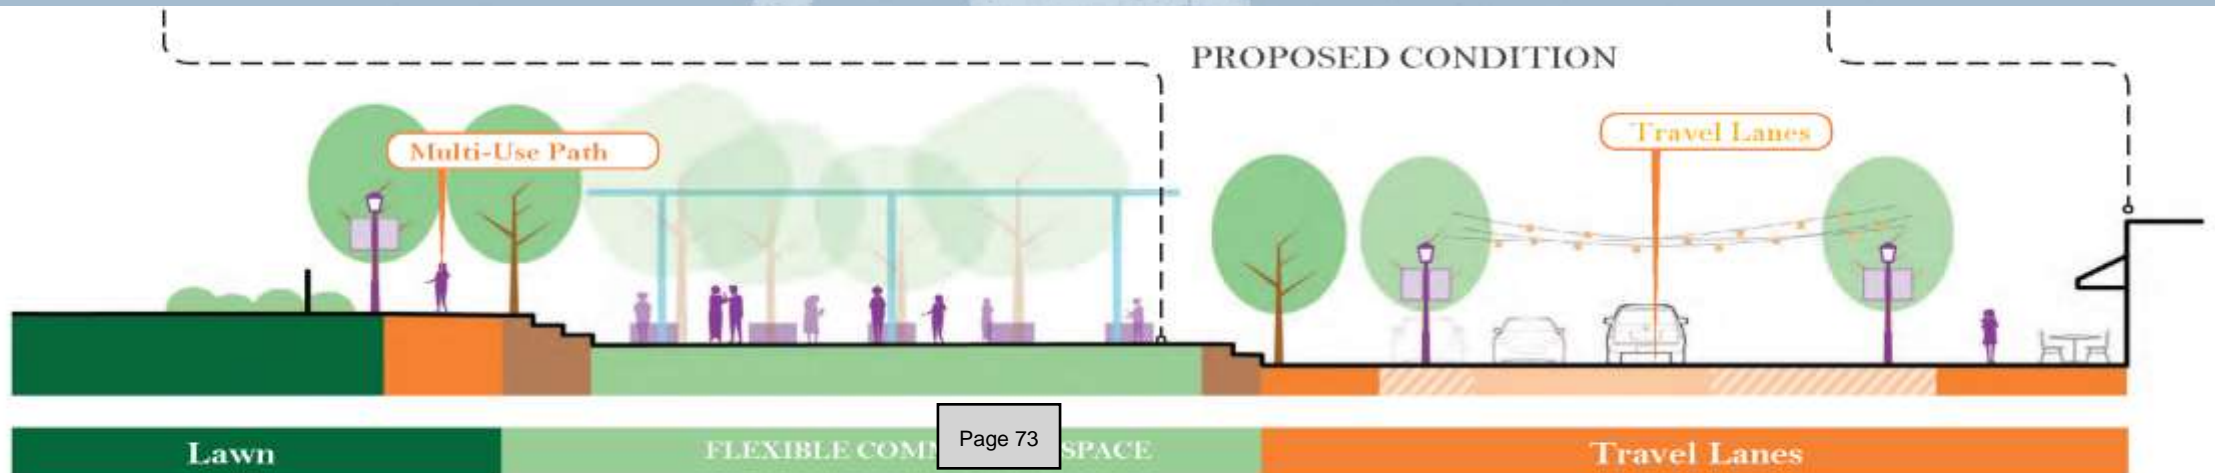 PROPOSED CONDITION
Multi-Use Path
Travel Lanes
Lawn
FLEXIBLE COMM
Page 73
SPACE
Travel Lanes